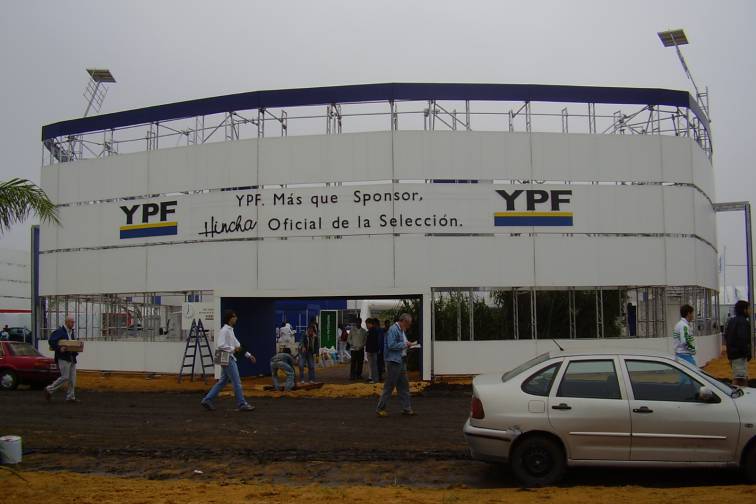 YPF
YPF. Más que Sponsor,
Hincha Oficial de la Selección.
YPF